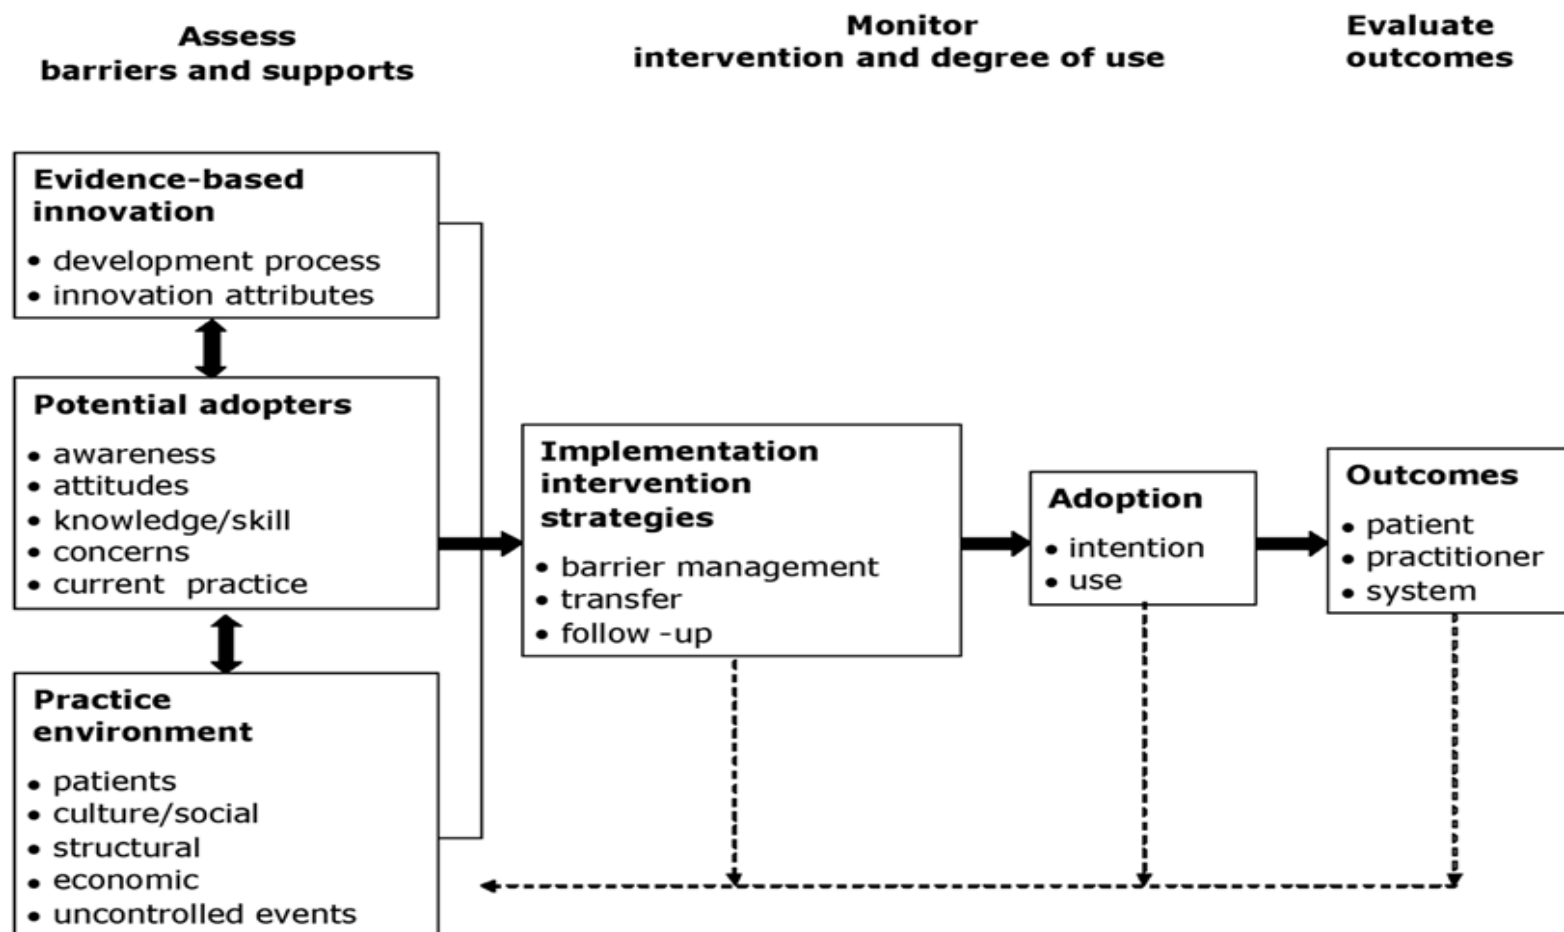 Assess
barriers and supports
Monitor
intervention and degree of use
Evaluate
outcomes
Evidence-based
innovation
• development process
• innovation attributes
Potential adopters
• awareness
• attitudes
• knowledge/skill
• concerns
• current practice
Practice
environment
• patients
• culture/social
• structural
• economic
• uncontrolled events
Implementation
intervention
strategies
• barrier management
• transfer
• follow -up
Adoption
• intention
• use
Outcomes
• patient
• practitioner
• system